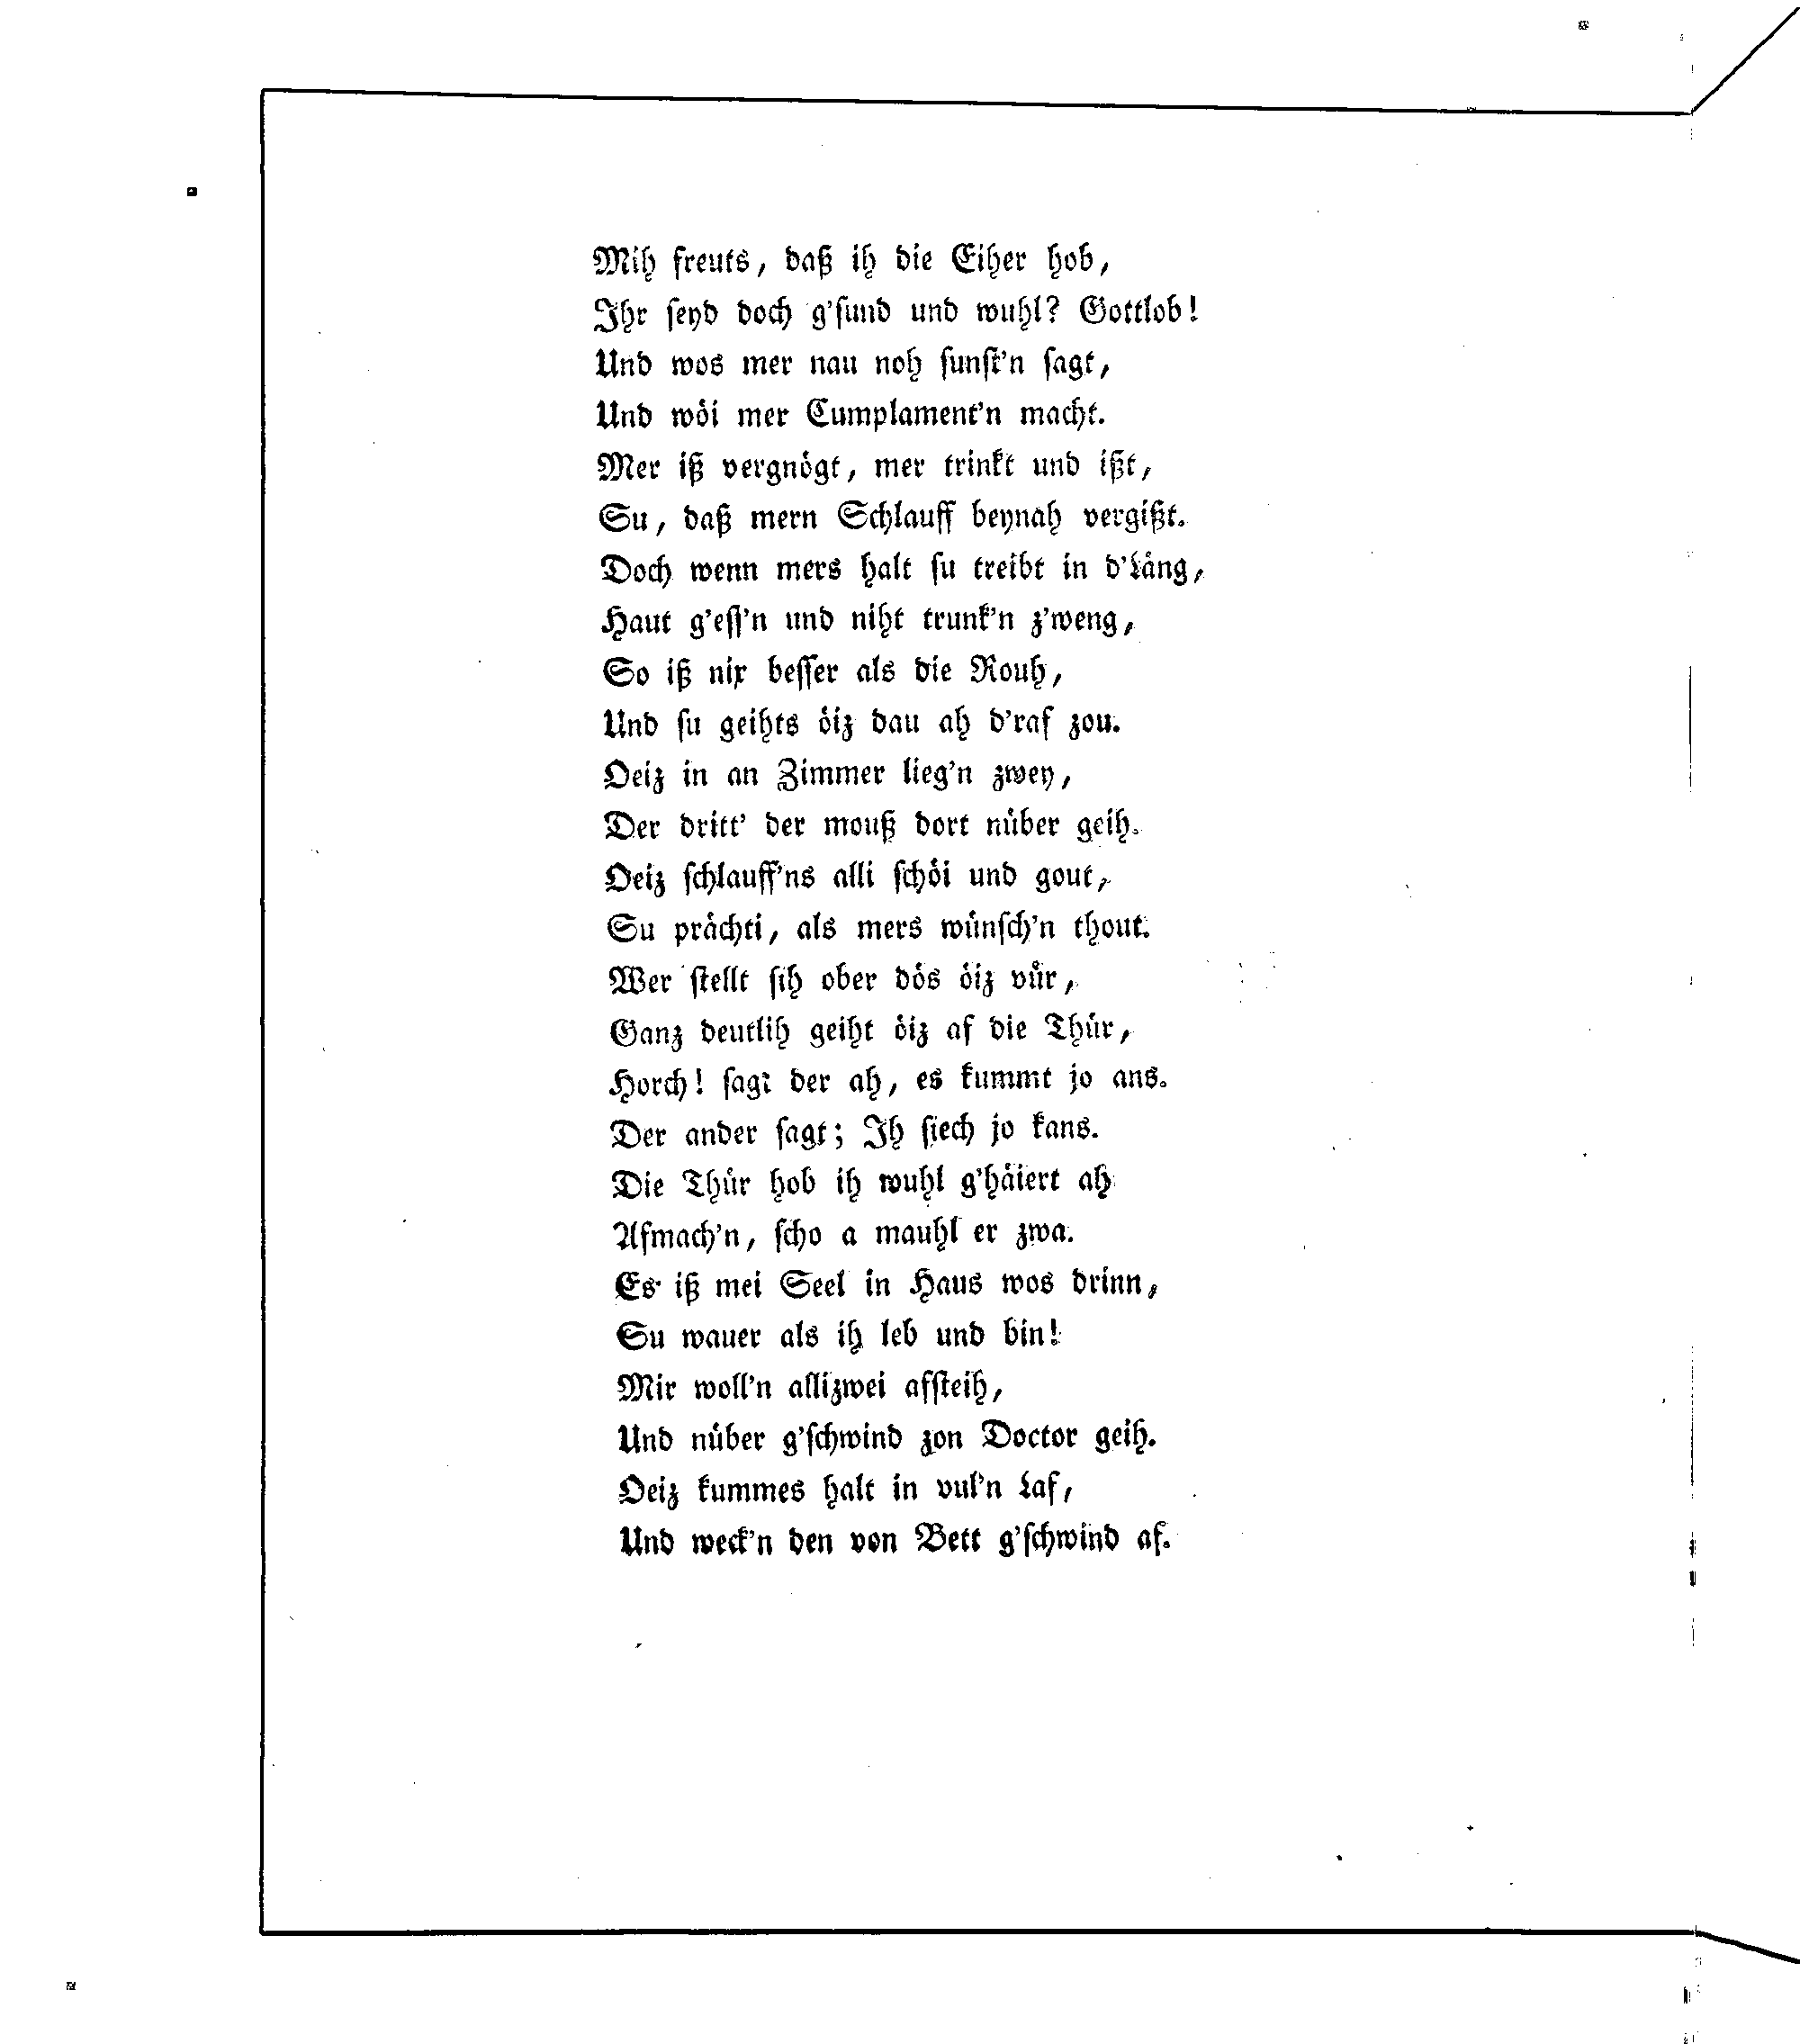 Mih freuts, daß ih die Eiher hob,
Ihr seyd doch g'sund und wuhl? Gottlob!
Und wos mer nau noh sunst'n sagt,
Und wöi mer Cumplament'n macht.
Mer iß vergnögt, mer trinkt und ißt,
Su, daß mern Schlauff beynah vergißt.
Doch wenn mers halt su treibt in d'Läng,
Haut g'ess'n und niht trunk'n z'weng,
So iß nix besser als die Rouh,
Und su geihts öiz dau ah d'raf zou.
Oeiz in an Zimmer lieg'n zwey,
Der dritt' der mouß dort nüber geih.
Oeiz schlauff'ns alli schöi und gout,
Su prächti, als mers wünsch'n thout.
Wer stellt sih ober dös öiz vür,
Ganz deutlih geiht öiz af die Thür,
Horch! sagt der ah, es kummt jo ans.
Der ander sagt; Ih siech jo kans.
Die Thür hob ih wuhl g'häiert ah
Afmach'n, scho a mauhl er zwa.
Es iß mei Seel in Haus wos drinn,
Su wauer als ih leb und bin!
Mir woll'n allizwei afsteih,
Und nüber g'schwind zon Doctor geih.
Oeiz kummes halt in vul'n Laf,
Und weck'n den von Bett g'schwind af.